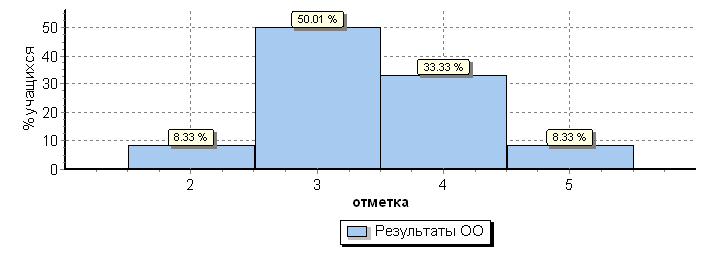 % учащихся
50
40
30
20
10
0
8.33 %
50.01 %
33.33 %
8.33 %
2 3 4 5
отметка
Результаты ОО